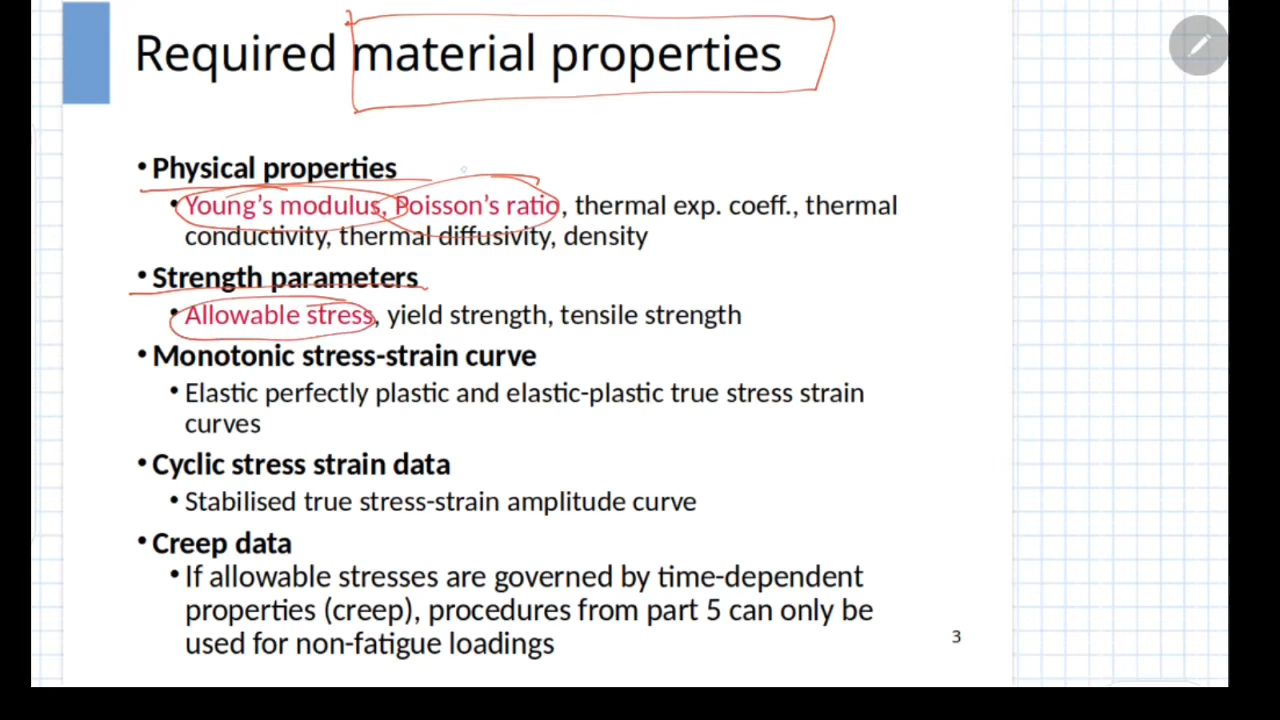 Required material properties
• Physical properties
• Young's modulus, Poisson's ratio, thermal exp. coeff., thermal
conductivity, thermal diffusivity, density
• Strength parameters
• Allowable stress, yield strength, tensile strength
• Monotonic stress-strain curve
• Elastic perfectly plastic and elastic-plastic true stress strain
curves
• Cyclic stress strain data
• Stabilised true stress-strain amplitude curve
• Creep data
• If allowable stresses are governed by time-dependent
properties (creep), procedures from part 5 can only be
used for non-fatigue loadings
3